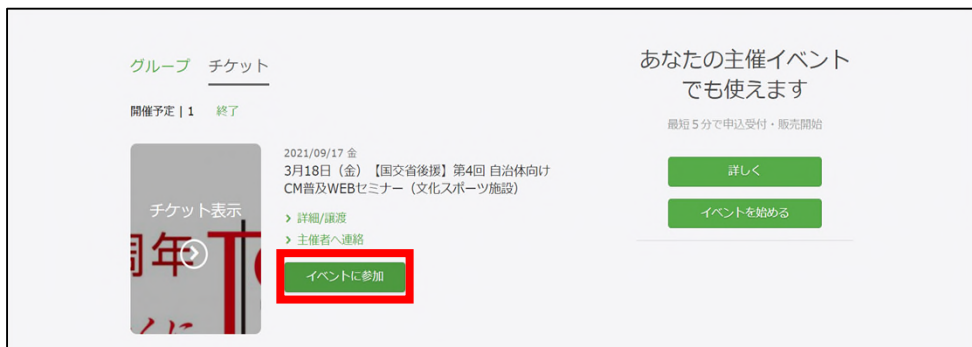 グループ チケット
開催予定 | 1 終了
チケット表示
周年
くに
2021/09/17 金
3月18日（金）【国交省後援】第4回 自治体向け
CM普及WEBセミナー（文化スポーツ施設）
詳細/譲渡
主催者へ連絡
イベントに参加
あなたの主催イベント
でも使えます
最短５分で申込受付・販売開始
詳しく
イベントを始める